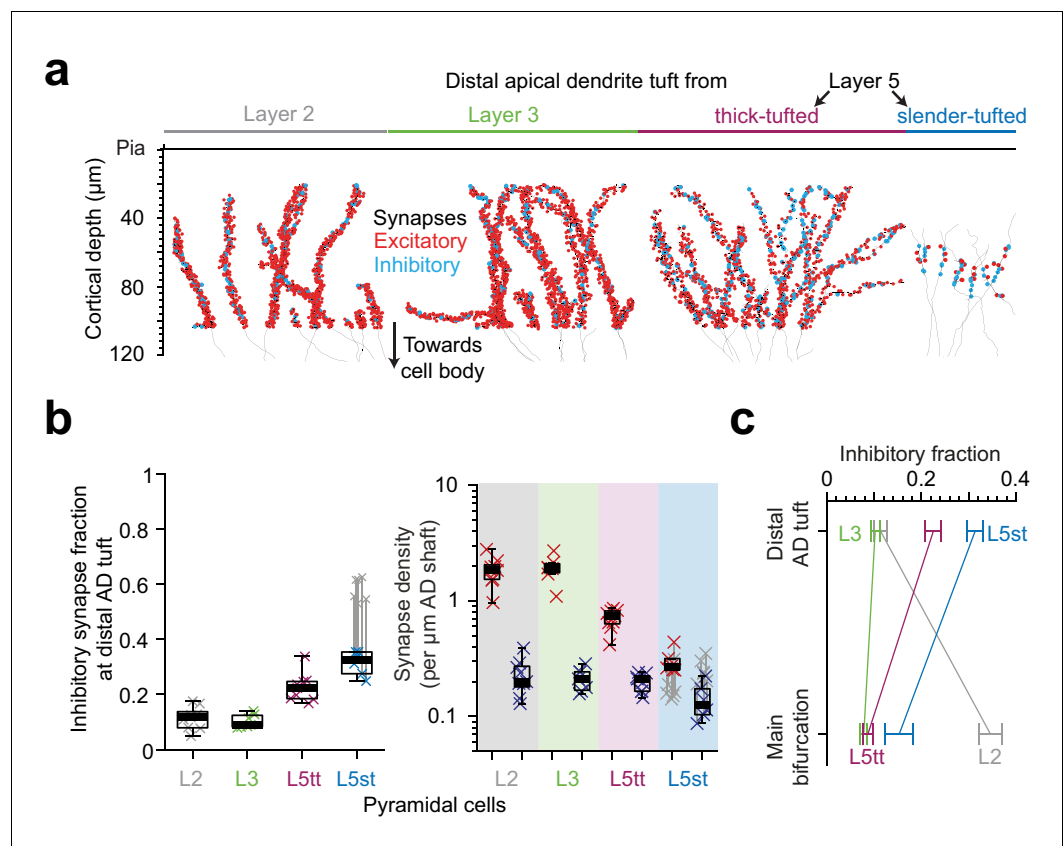 a
Distal apical dendrite tuft from
Layer 5
Layer 2
Layer 3
thick-tufted
slender-tufted
Pia
40
80
120
Cortical depth (µm)
Synapses
Excitatory
Inhibitory
Towards
cell body
b
Inhibitory synapse fraction
at distal AD tuft
1
0.8
0.6
0.4
0.2
0
L2
L3
L5tt
L5st
Synapse density
(per µm AD shaft)
10
1
0.1
L2
L3
L5tt
L5st
Pyramidal cells
c
Inhibitory fraction
0
0.2
0.4
Distal
AD tuft
L3
L5st
Main
bifurcation
L5tt
L2